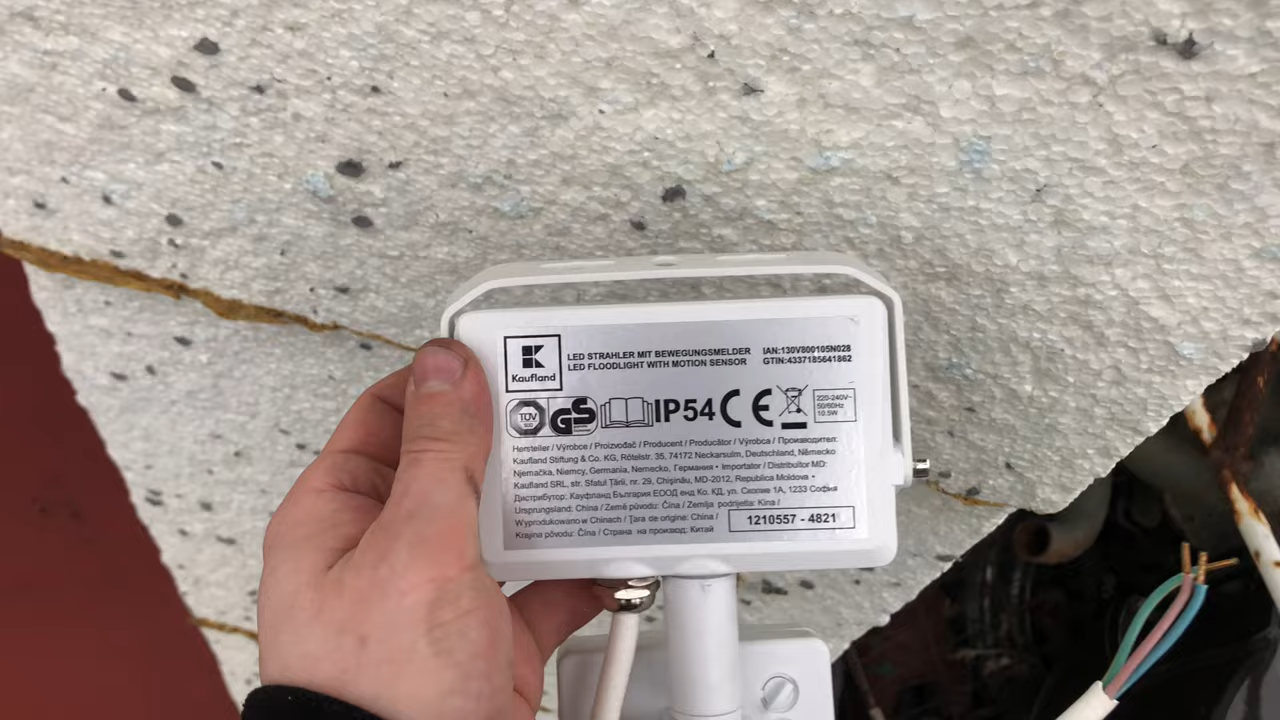 Kaufland
LED STRAHLER MIT BEWEGUNGSMELDER
LED FLOODLIGHT WITH MOTION SENSOR
IAN:130V800105N028
GTIN:4337185641862
TÜV
SÜD
GS
IP54
CE
220-240V~
50/60Hz
10.5W
Hersteller / Výrobce / Proizvođač / Producent / Producător / Výrobca / Производител:
Kaufland Stiftung & Co. KG, Rötelstr. 35, 74172 Neckarsulm, Deutschland, Německo
Njemačka, Niemcy, Germania, Nemecko, Германия • Importator / Distribuitor MD:
Kaufland SRL, str. Sfatul Țării, nr. 29, Chișinău, MD-2012, Republica Moldova •
Дистрибутор: Кауфланд България ЕООД енд Ко. КД, ул. Скопие 1А, 1233 София
Ursprungsland: China / Země původu: Čína / Zemlja podrijetla: Kina /
Wyprodukowano w Chinach / Țara de origine: China /
Krajina pôvodu: Čína / Страна на произход: Китай
1210557 - 4821